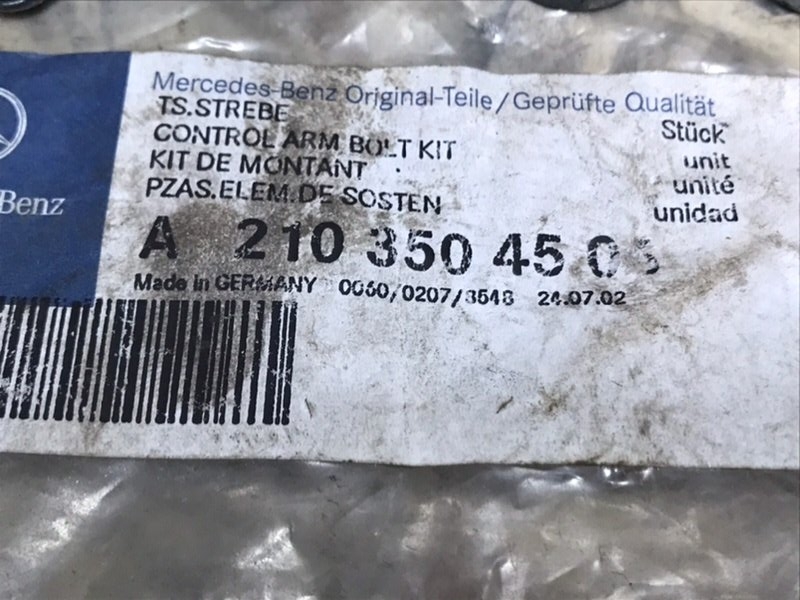 Mercedes-Benz Original-Teile/Geprüfte Qualität
TS.STREBE
CONTROL ARM BOLT KIT
KIT DE MONTANT
PZAS.ELEM.DE SOSTEN
Stück
unit
unité
unidad
Benz
A 210 350 45 06
Made in GERMANY 0060/0207/3548 24.07.02